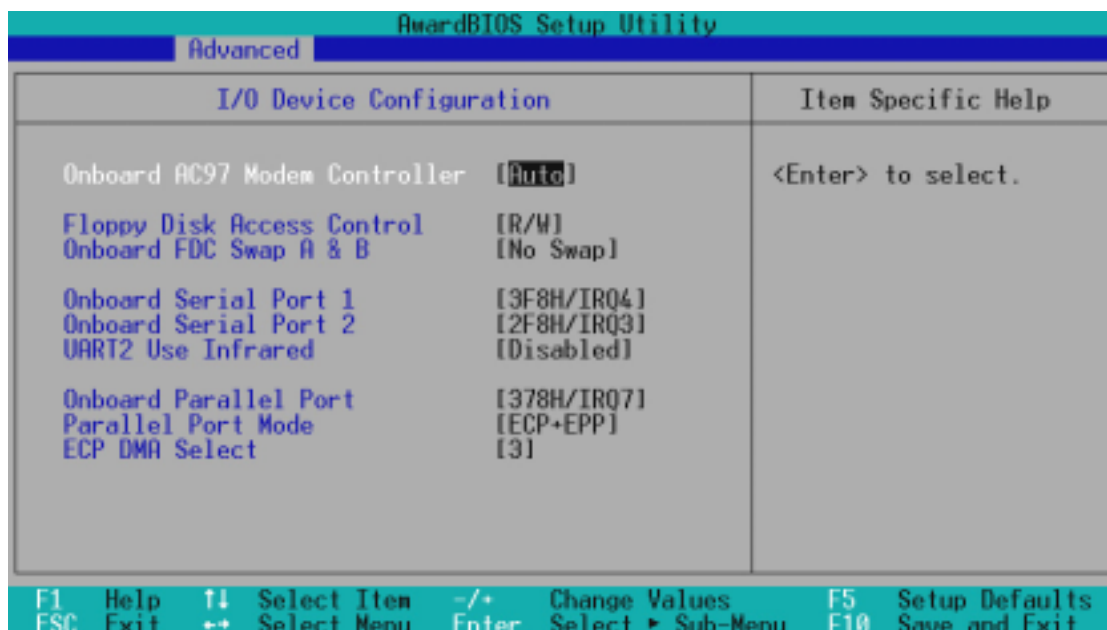 AwardBIOS Setup Utility
Advanced
I/O Device Configuration
Item Specific Help
Onboard AC97 Modem Controller [Auto]
<Enter> to select.
Floppy Disk Access Control [R/W]
Onboard FDC Swap A & B [No Swap]
Onboard Serial Port 1 [3F8H/IRQ4]
Onboard Serial Port 2 [2F8H/IRQ3]
UART2 Use Infrared [Disabled]
Onboard Parallel Port [378H/IRQ7]
Parallel Port Mode [ECP+EPP]
ECP DMA Select [3]
F1 Help ↑↓ Select Item -/+ Change Values F5 Setup Defaults
ESC Exit ←→ Select Menu Enter Select ► Sub-Menu F10 Save and Exit